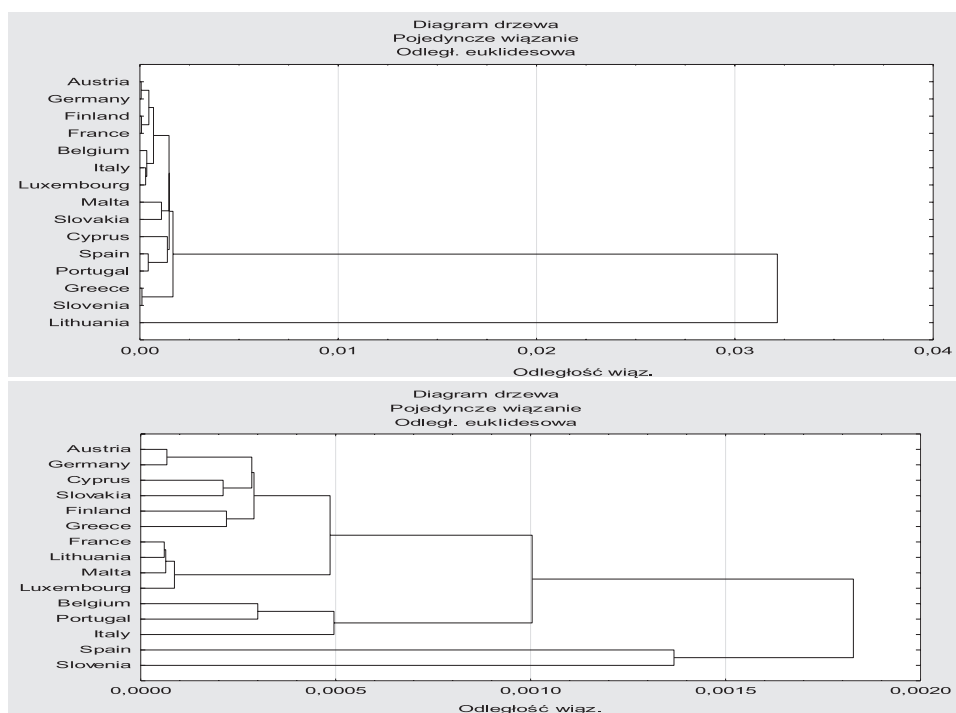 Diagram drzewa
Pojedyncze wiązanie
Odległ. euklidesowa
Austria
Germany
Finland
France
Belgium
Italy
Luxembourg
Malta
Slovakia
Cyprus
Spain
Portugal
Greece
Slovenia
Lithuania
0,00 0,01 0,02 0,03 0,04
Odległość wiąz.
Diagram drzewa
Pojedyncze wiązanie
Odległ. euklidesowa
Austria
Germany
Cyprus
Slovakia
Finland
Greece
France
Lithuania
Malta
Luxembourg
Belgium
Portugal
Italy
Spain
Slovenia
0,0000 0,0005 0,0010 0,0015 0,0020
Odległość wiąz.